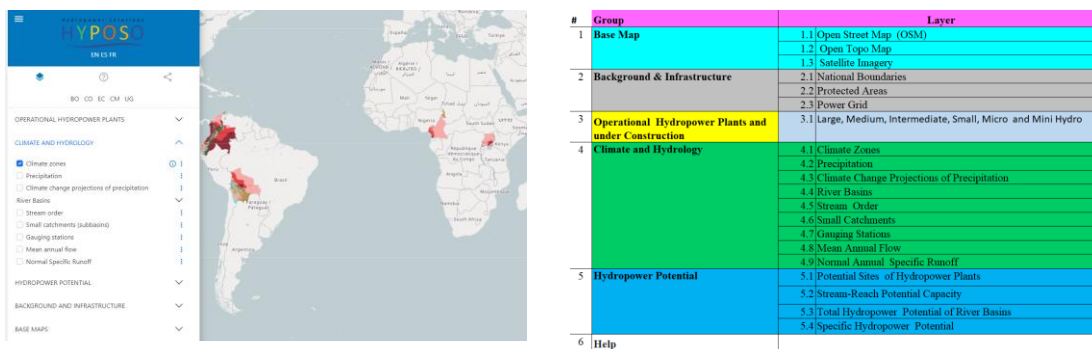 Hydropower Solutions
HYPOSO
EN ES FR
BO CO EC CM UG
OPERATIONAL HYDROPOWER PLANTS
CLIMATE AND HYDROLOGY
Climate zones
Precipitation
Climate change projections of precipitation
River Basins
Stream order
Small catchments (subbasins)
Gauging stations
Mean annual flow
Normal Specific Runoff
HYDROPOWER POTENTIAL
BACKGROUND AND INFRASTRUCTURE
BASE MAPS
España
Türkiye
Mali
Niger
Kenya
Tanzania
Angola
Namibia
South Africa
Perú
Brasil
Paraguay /
Argentina
# Group Layer
1 Base Map 1.1 Open Street Map (OSM)
1.2 Open Topo Map
1.3 Satellite Imagery
2 Background & Infrastructure 2.1 National Boundaries
2.2 Protected Areas
2.3 Power Grid
3 Operational Hydropower Plants and 3.1 Large, Medium, Intermediate, Small, Micro and Mini Hydro
under Construction
4 Climate and Hydrology 4.1 Climate Zones
4.2 Precipitation
4.3 Climate Change Projections of Precipitation
4.4 River Basins
4.5 Stream Order
4.6 Small Catchments
4.7 Gauging Stations
4.8 Mean Annual Flow
4.9 Normal Annual Specific Runoff
5 Hydropower Potential 5.1 Potential Sites of Hydropower Plants
5.2 Stream-Reach Potential Capacity
5.3 Total Hydropower Potential of River Basins
5.4 Specific Hydropower Potential
6 Help